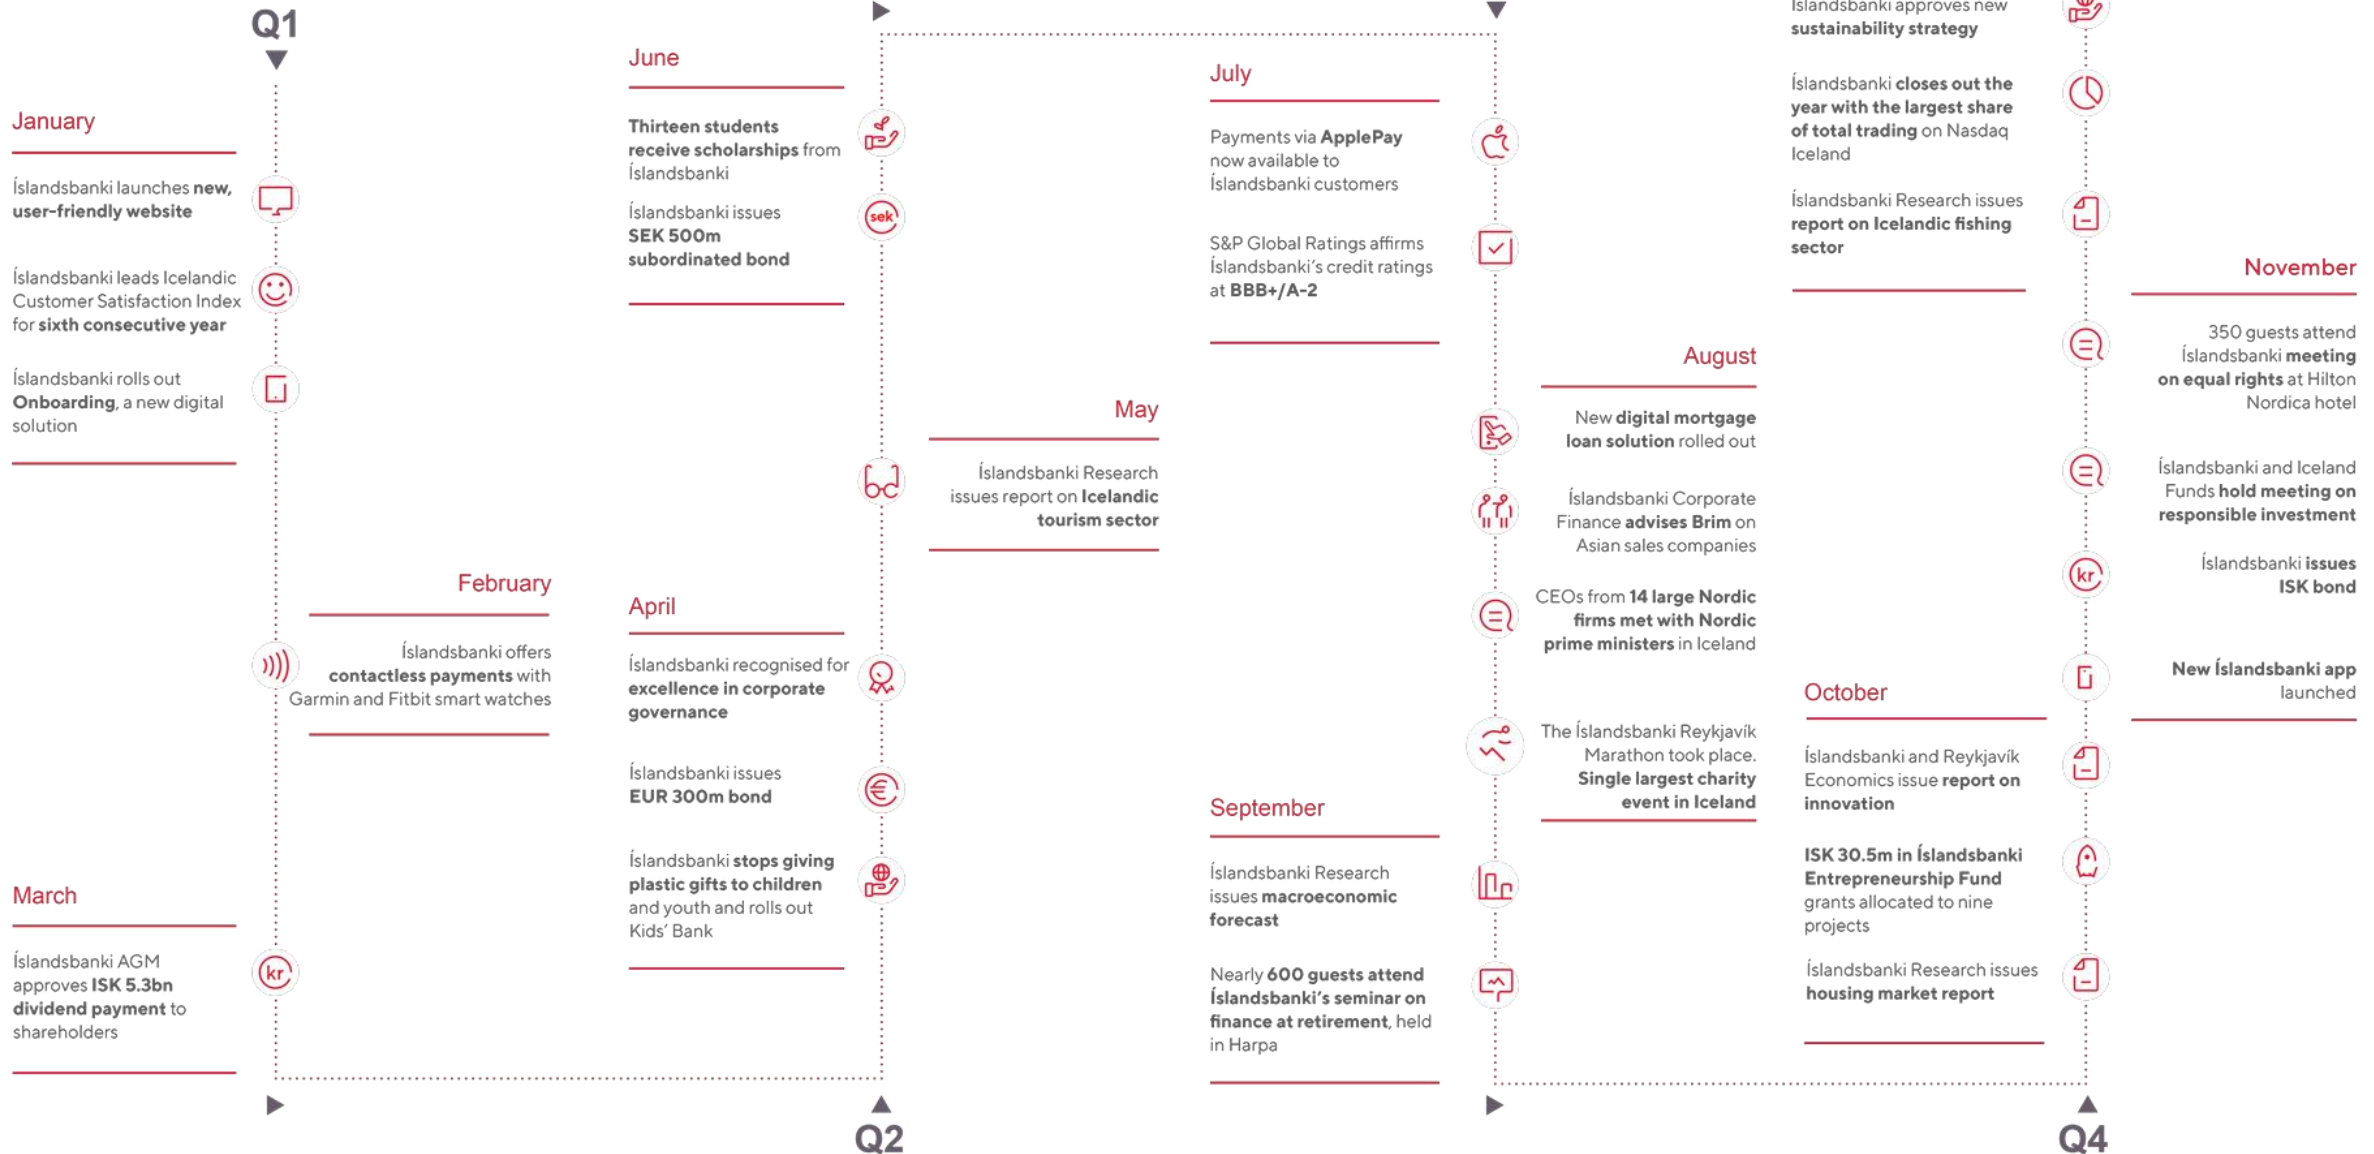 Q1
January
Íslandsbanki launches new,
user-friendly website
Íslandsbanki leads Icelandic
Customer Satisfaction Index
for sixth consecutive year
Íslandsbanki rolls out
Onboarding, a new digital
solution
February
Íslandsbanki offers
contactless payments with
Garmin and Fitbit smart watches
March
Íslandsbanki AGM
approves ISK 5.3bn
dividend payment to
shareholders
kr
Q2
April
Íslandsbanki recognised for
excellence in corporate
governance
Íslandsbanki issues
EUR 300m bond
€
Íslandsbanki stops giving
plastic gifts to children
and youth and rolls out
Kids’ Bank
May
Íslandsbanki Research
issues report on Icelandic
tourism sector
June
Thirteen students
receive scholarships from
Íslandsbanki
Íslandsbanki issues
SEK 500m
subordinated bond
sek
July
Payments via ApplePay
now available to
Íslandsbanki customers
S&P Global Ratings affirms
Íslandsbanki’s credit ratings
at BBB+/A-2
August
New digital mortgage
loan solution rolled out
Íslandsbanki Corporate
Finance advises Brim on
Asian sales companies
CEOs from 14 large Nordic
firms met with Nordic
prime ministers in Iceland
The Íslandsbanki Reykjavík
Marathon took place.
Single largest charity
event in Iceland
September
Íslandsbanki Research
issues macroeconomic
forecast
Nearly 600 guests attend
Íslandsbanki’s seminar on
finance at retirement, held
in Harpa
Q4
October
Íslandsbanki and Reykjavík
Economics issue report on
innovation
ISK 30.5m in Íslandsbanki
Entrepreneurship Fund
grants allocated to nine
projects
Íslandsbanki Research issues
housing market report
November
350 guests attend
Íslandsbanki meeting
on equal rights at Hilton
Nordica hotel
Íslandsbanki and Iceland
Funds hold meeting on
responsible investment
Íslandsbanki issues
ISK bond
kr
New Íslandsbanki app
launched
Íslandsbanki approves new
sustainability strategy
Íslandsbanki closes out the
year with the largest share
of total trading on Nasdaq
Iceland
Íslandsbanki Research issues
report on Icelandic fishing
sector